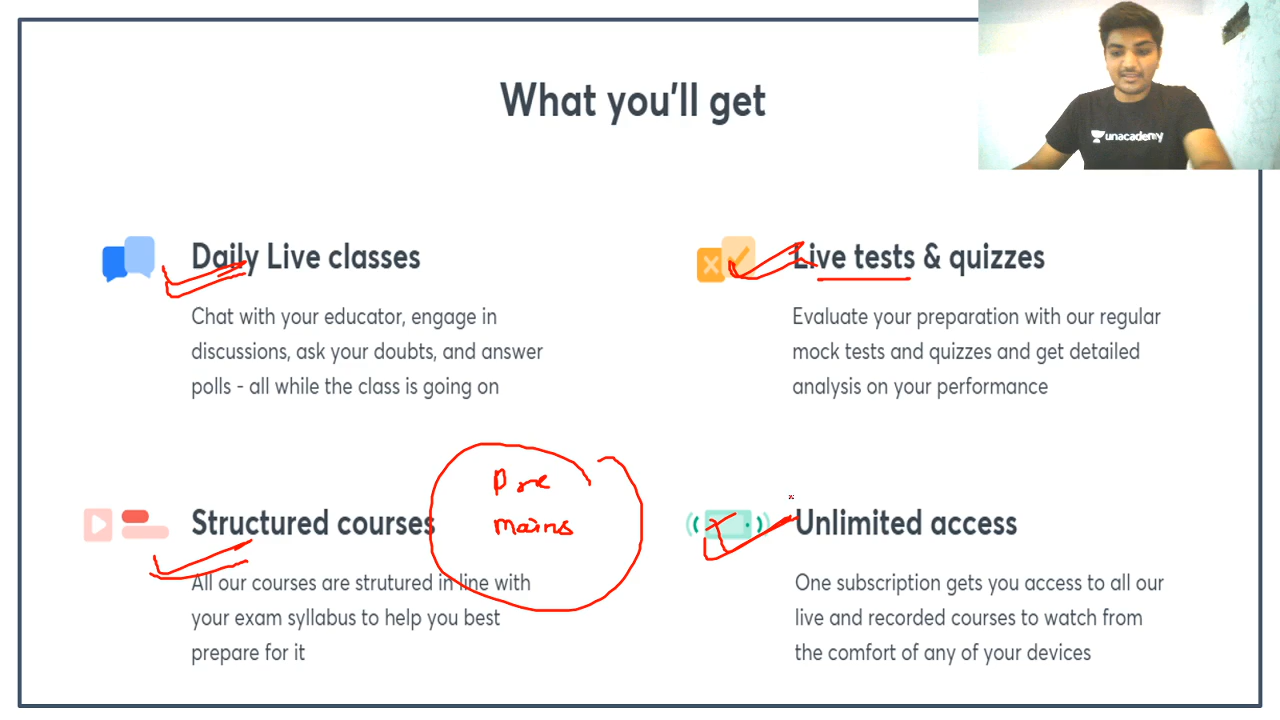 What you'll get
unacademy
Daily Live classes
Chat with your educator, engage in
discussions, ask your doubts, and answer
polls - all while the class is going on
Live tests & quizzes
Evaluate your preparation with our regular
mock tests and quizzes and get detailed
analysis on your performance
Structured courses
All our courses are strutured in line with
your exam syllabus to help you best
prepare for it
Pre
mains
Unlimited access
One subscription gets you access to all our
live and recorded courses to watch from
the comfort of any of your devices